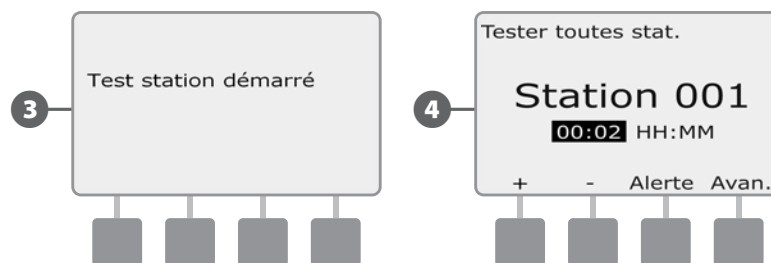 3
Test station démarré
4
Tester toutes stat.
Station 001
00:02 HH:MM
+ - Alerte Avan.